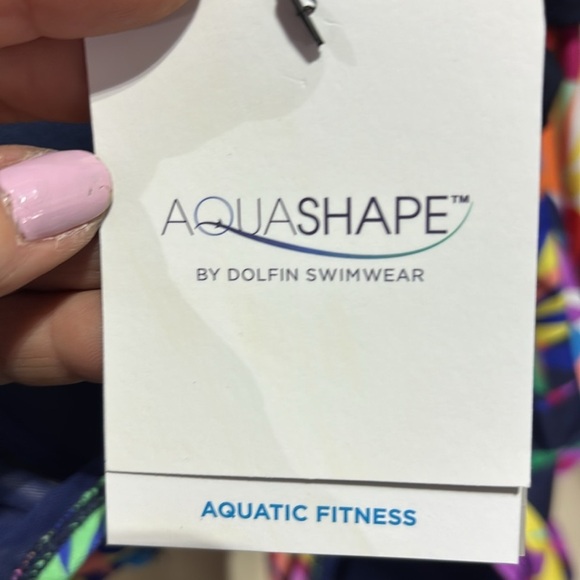 AQUASHAPE™
BY DOLFIN SWIMWEAR
AQUATIC FITNESS